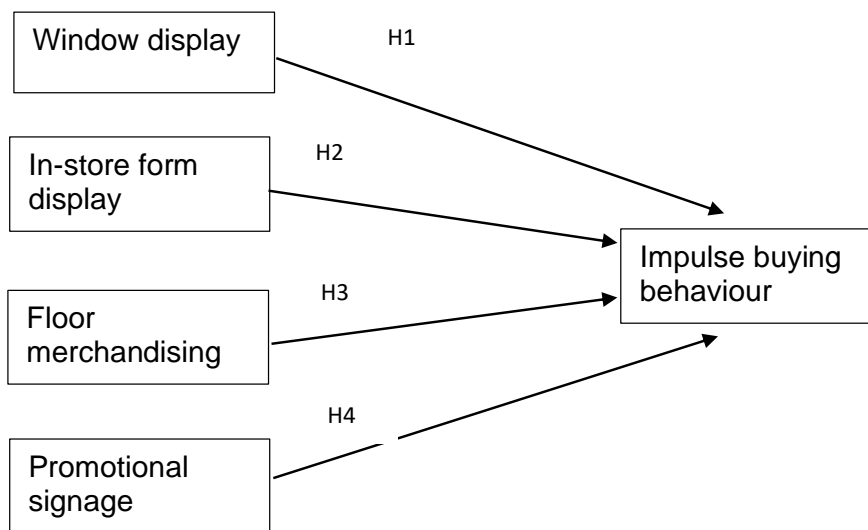 Window display
H1
In-store form
display
H2
Floor
merchandising
H3
Promotional
signage
H4
Impulse buying
behaviour